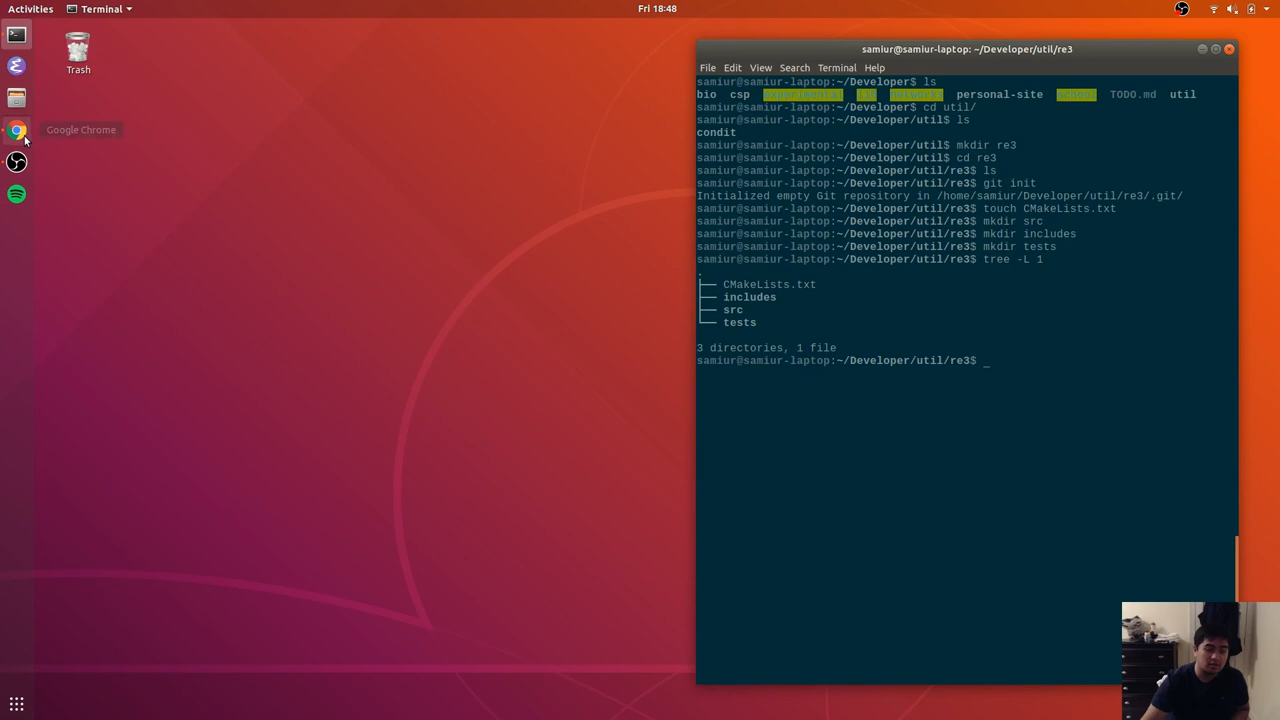 Activities
Terminal
Fri 18:48
Trash
Google Chrome
samiur@samiur-laptop: ~/Developer/util/re3
File Edit View Search Terminal Help
samiur@samiur-laptop:~/Developer$ ls
bio csp personal-site TODO.md util
samiur@samiur-laptop:~/Developer$ cd util/
samiur@samiur-laptop:~/Developer/util$ ls
condit
samiur@samiur-laptop:~/Developer/util$ mkdir re3
samiur@samiur-laptop:~/Developer/util$ cd re3
samiur@samiur-laptop:~/Developer/util/re3$ ls
samiur@samiur-laptop:~/Developer/util/re3$ git init
Initialized empty Git repository in /home/samiur/Developer/util/re3/.git/
samiur@samiur-laptop:~/Developer/util/re3$ touch CMakeLists.txt
samiur@samiur-laptop:~/Developer/util/re3$ mkdir src
samiur@samiur-laptop:~/Developer/util/re3$ mkdir includes
samiur@samiur-laptop:~/Developer/util/re3$ mkdir tests
samiur@samiur-laptop:~/Developer/util/re3$ tree -L 1
.
├── CMakeLists.txt
├── includes
├── src
└── tests
3 directories, 1 file
samiur@samiur-laptop:~/Developer/util/re3$ _